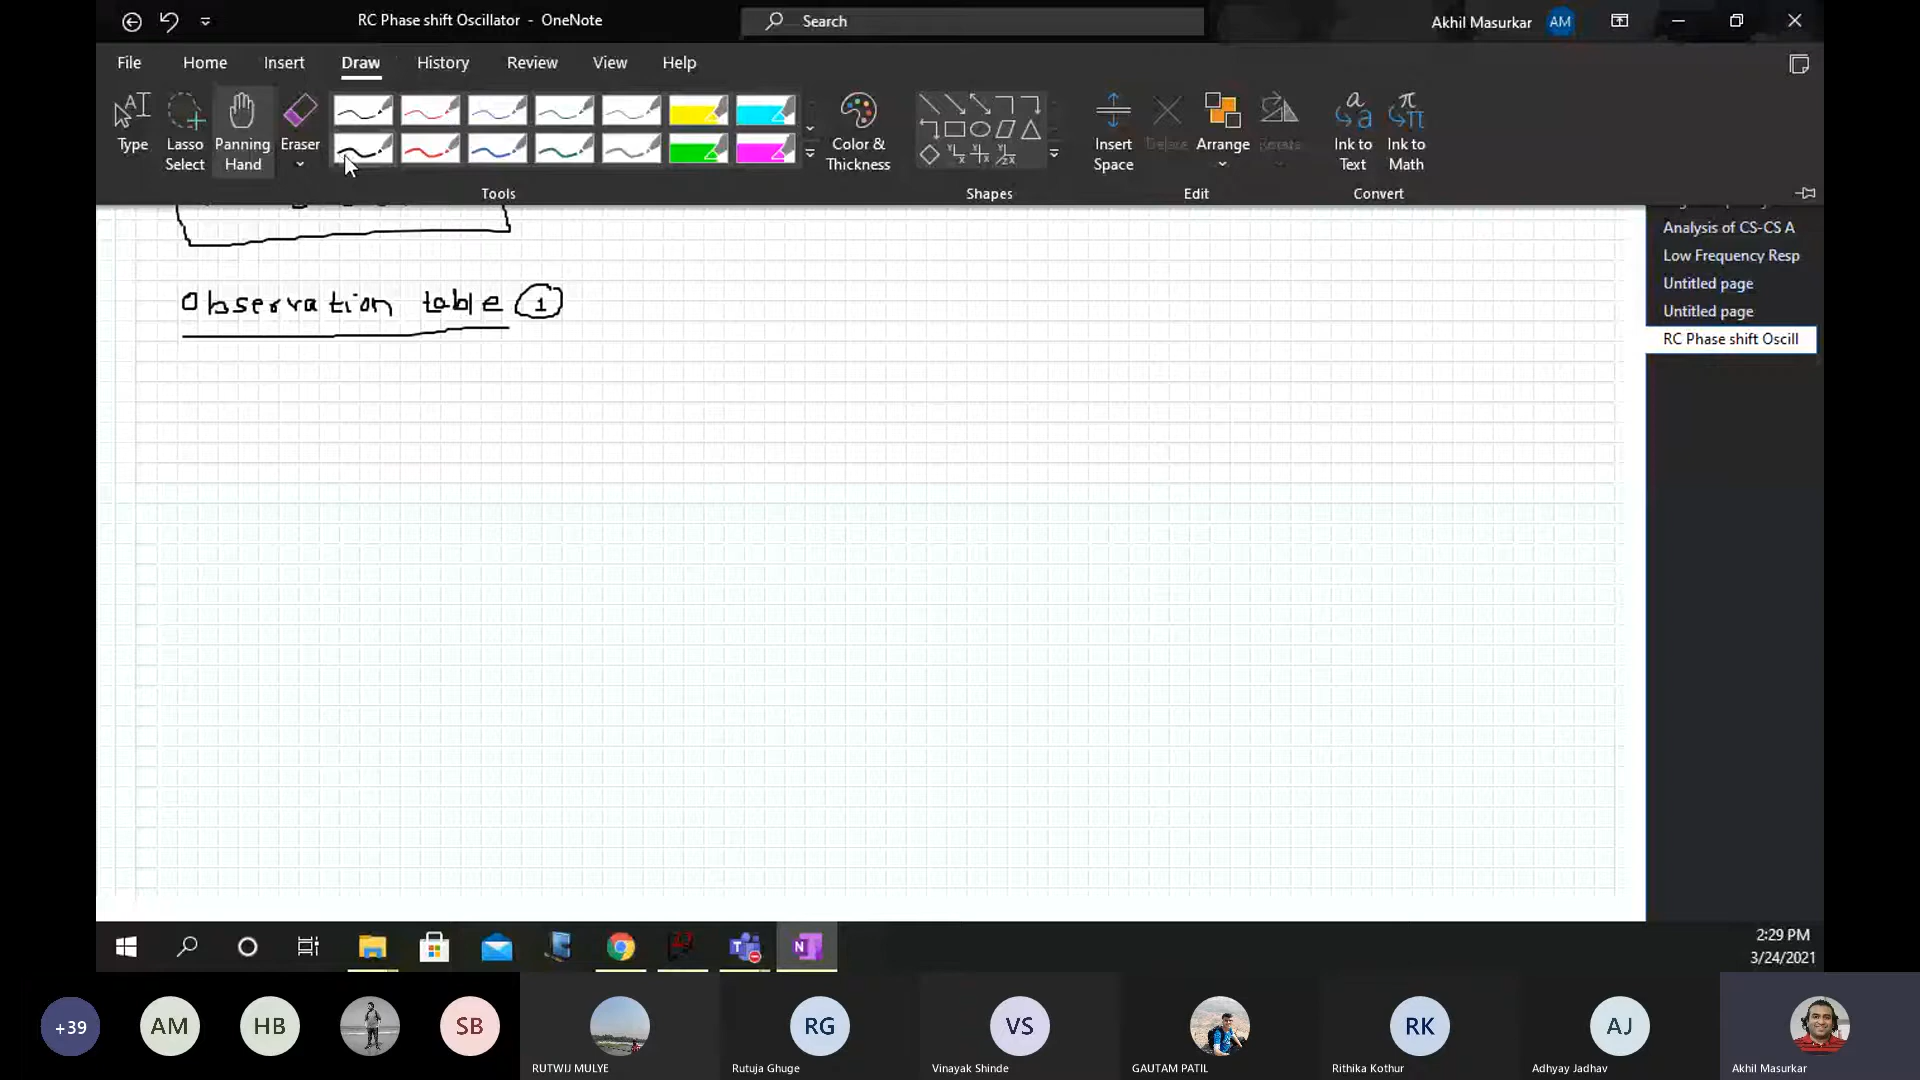 RC Phase shift Oscillator - OneNote
Search
Akhil Masurkar
AM
File
Home
Insert
Draw
History
Review
View
Help
Type
Lasso
Select
Panning
Hand
Eraser
Color &
Thickness
Insert
Space
Delete
Arrange
Rotate
Ink to
Text
Ink to
Math
Tools
Shapes
Edit
Convert
Analysis of CS-CS A
Low Frequency Resp
Untitled page
Untitled page
RC Phase shift Oscill
Observation table 1
2:29 PM
3/24/2021
+39
AM
HB
SB
RG
VS
RK
AJ
RUTWIJ MULYE
Rutuja Ghuge
Vinayak Shinde
GAUTAM PATIL
Rithika Kothur
Adhyay Jadhav
Akhil Masurkar